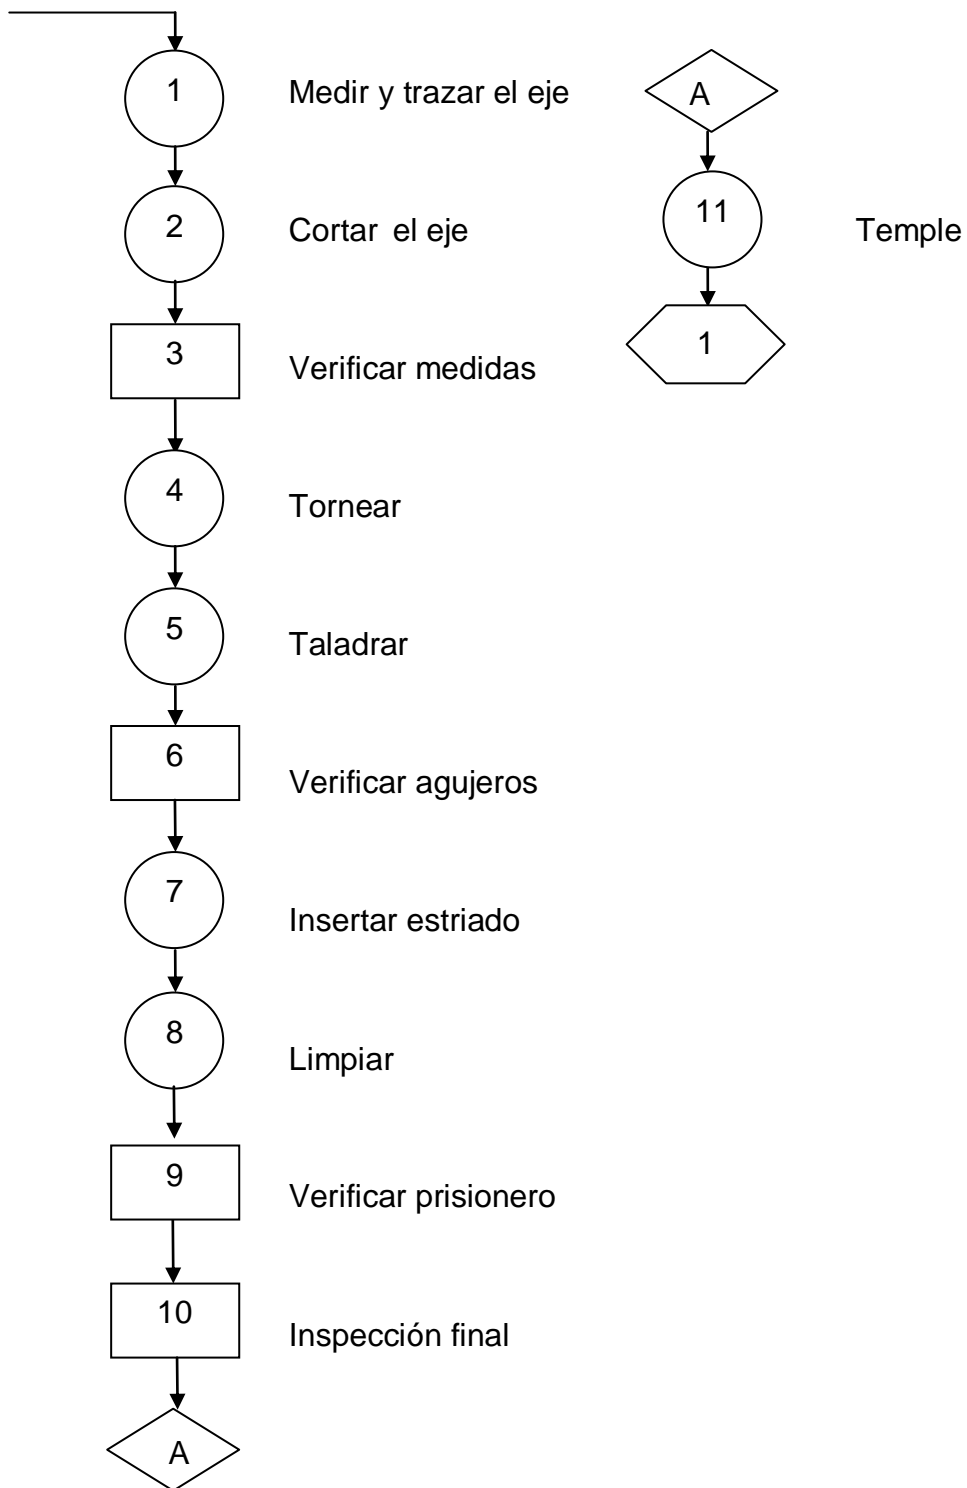 1 Medir y trazar el eje
2 Cortar el eje
3 Verificar medidas
4 Tornear
5 Taladrar
6 Verificar agujeros
7 Insertar estriado
8 Limpiar
9 Verificar prisionero
10 Inspección final
A
A
11 Temple
1